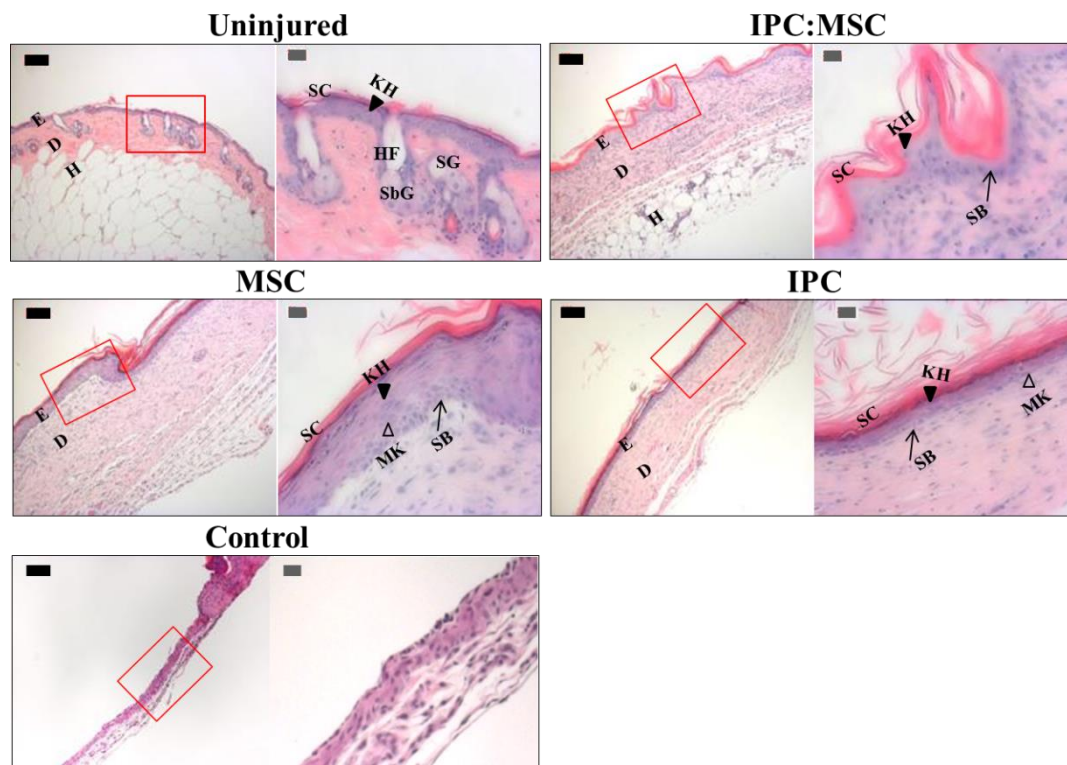 Uninjured
E
D
H
SC
KH
HF
SG
SbG
IPC:MSC
E
D
H
SC
KH
SB
MSC
E
D
SC
KH
MK
SB
IPC
E
D
SC
KH
SB
MK
Control